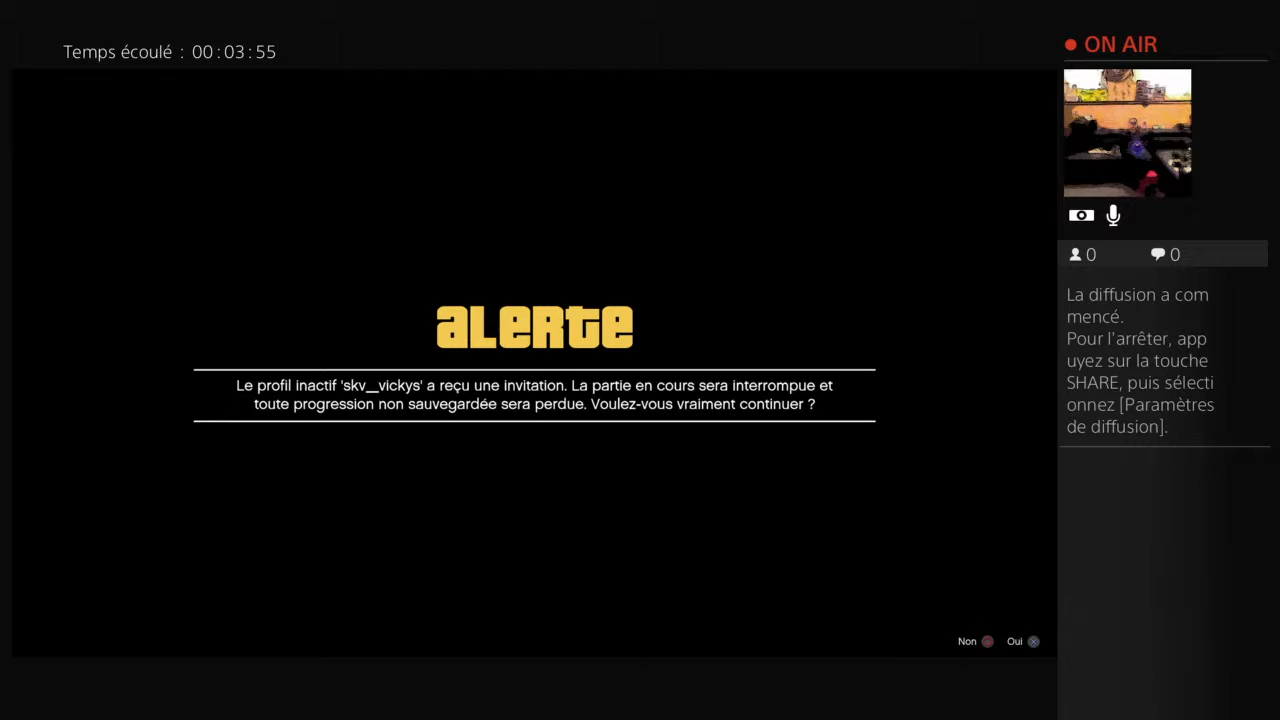 Temps écoulé : 00:03:55
ON AIR
0
0
La diffusion a com
mencé.
Pour l'arrêter, app
uyez sur la touche
SHARE, puis sélecti
onnez [Paramètres
de diffusion].
aLeRte
Le profil inactif 'skv__vickys' a reçu une invitation. La partie en cours sera interrompue et
toute progression non sauvegardée sera perdue. Voulez-vous vraiment continuer ?
Non
Oui